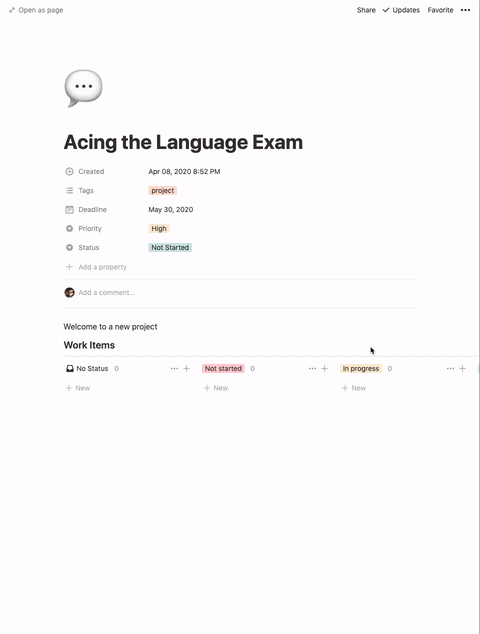 Open as page Share Updates Favorite
Acing the Language Exam
Created Apr 08, 2020 8:52 PM
Tags project
Deadline May 30, 2020
Priority High
Status Not Started
Add a property
Add a comment...
Welcome to a new project
Work Items
No Status 0 Not started 0 In progress 0
New New New